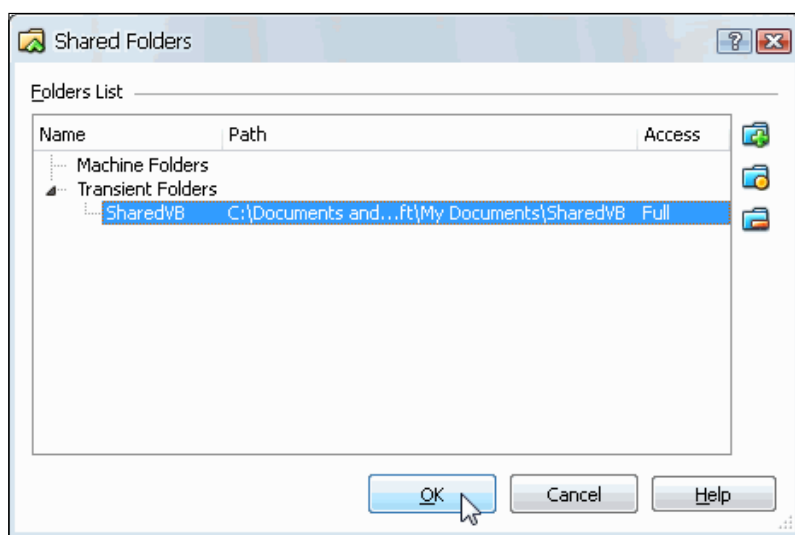 Shared Folders
Folders List
Name Path Access
Machine Folders
Transient Folders
SharedVB C:\Documents and...ft\My Documents\SharedVB Full
OK Cancel Help